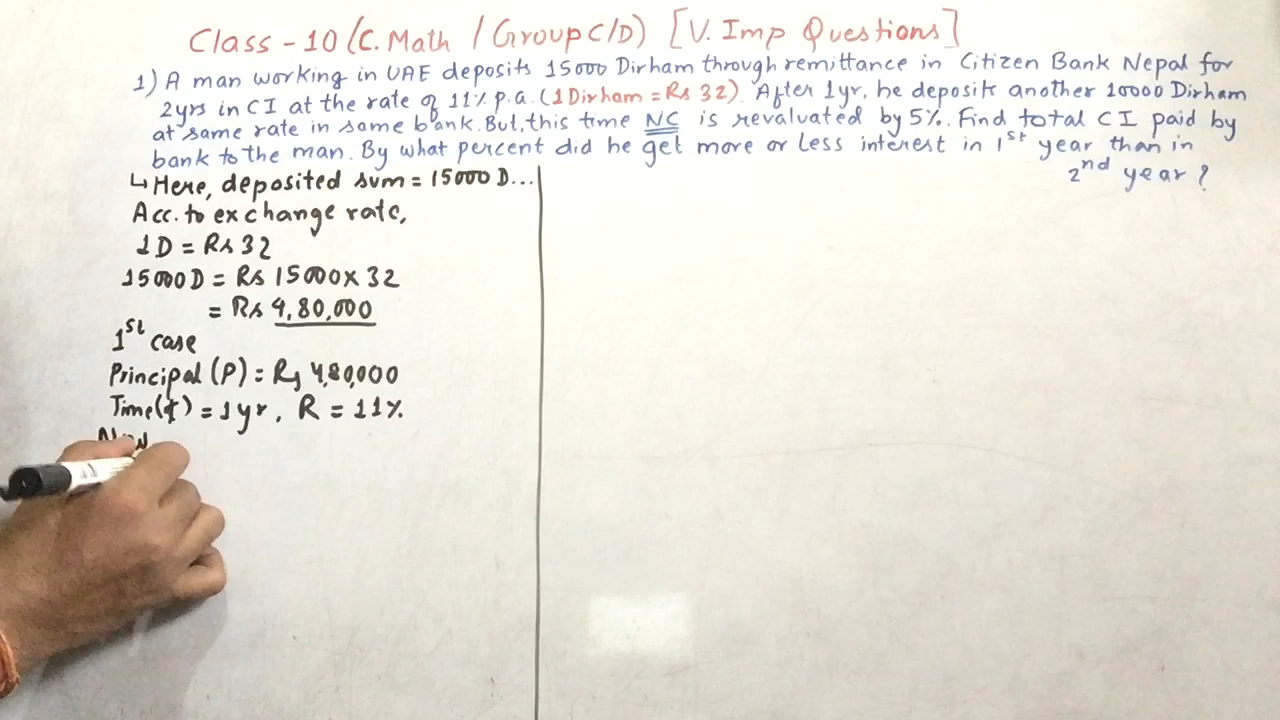 Class - 10 (C. Math / Group C/D) [V. Imp Questions]
1) A man working in UAE deposits 15000 Dirham through remittance in Citizen Bank Nepal for
2yrs in CI at the rate of 11% p.a. (1 Dirham = Rs 32). After 1yr, he deposits another 10000 Dirham
at same rate in same bank. But, this time NC is revaluated by 5%. Find total CI paid by
bank to the man. By what percent did he get more or less interest in 1st year than in
2nd year?
↳ Here, deposited sum = 15000 D...
Acc. to exchange rate,
1D = Rs 32
15000D = Rs 15000 x 32
= Rs 4,80,000
1st case
Principal (P) = Rs 4,80,000
Time(t) = 1yr, R = 11%
Now